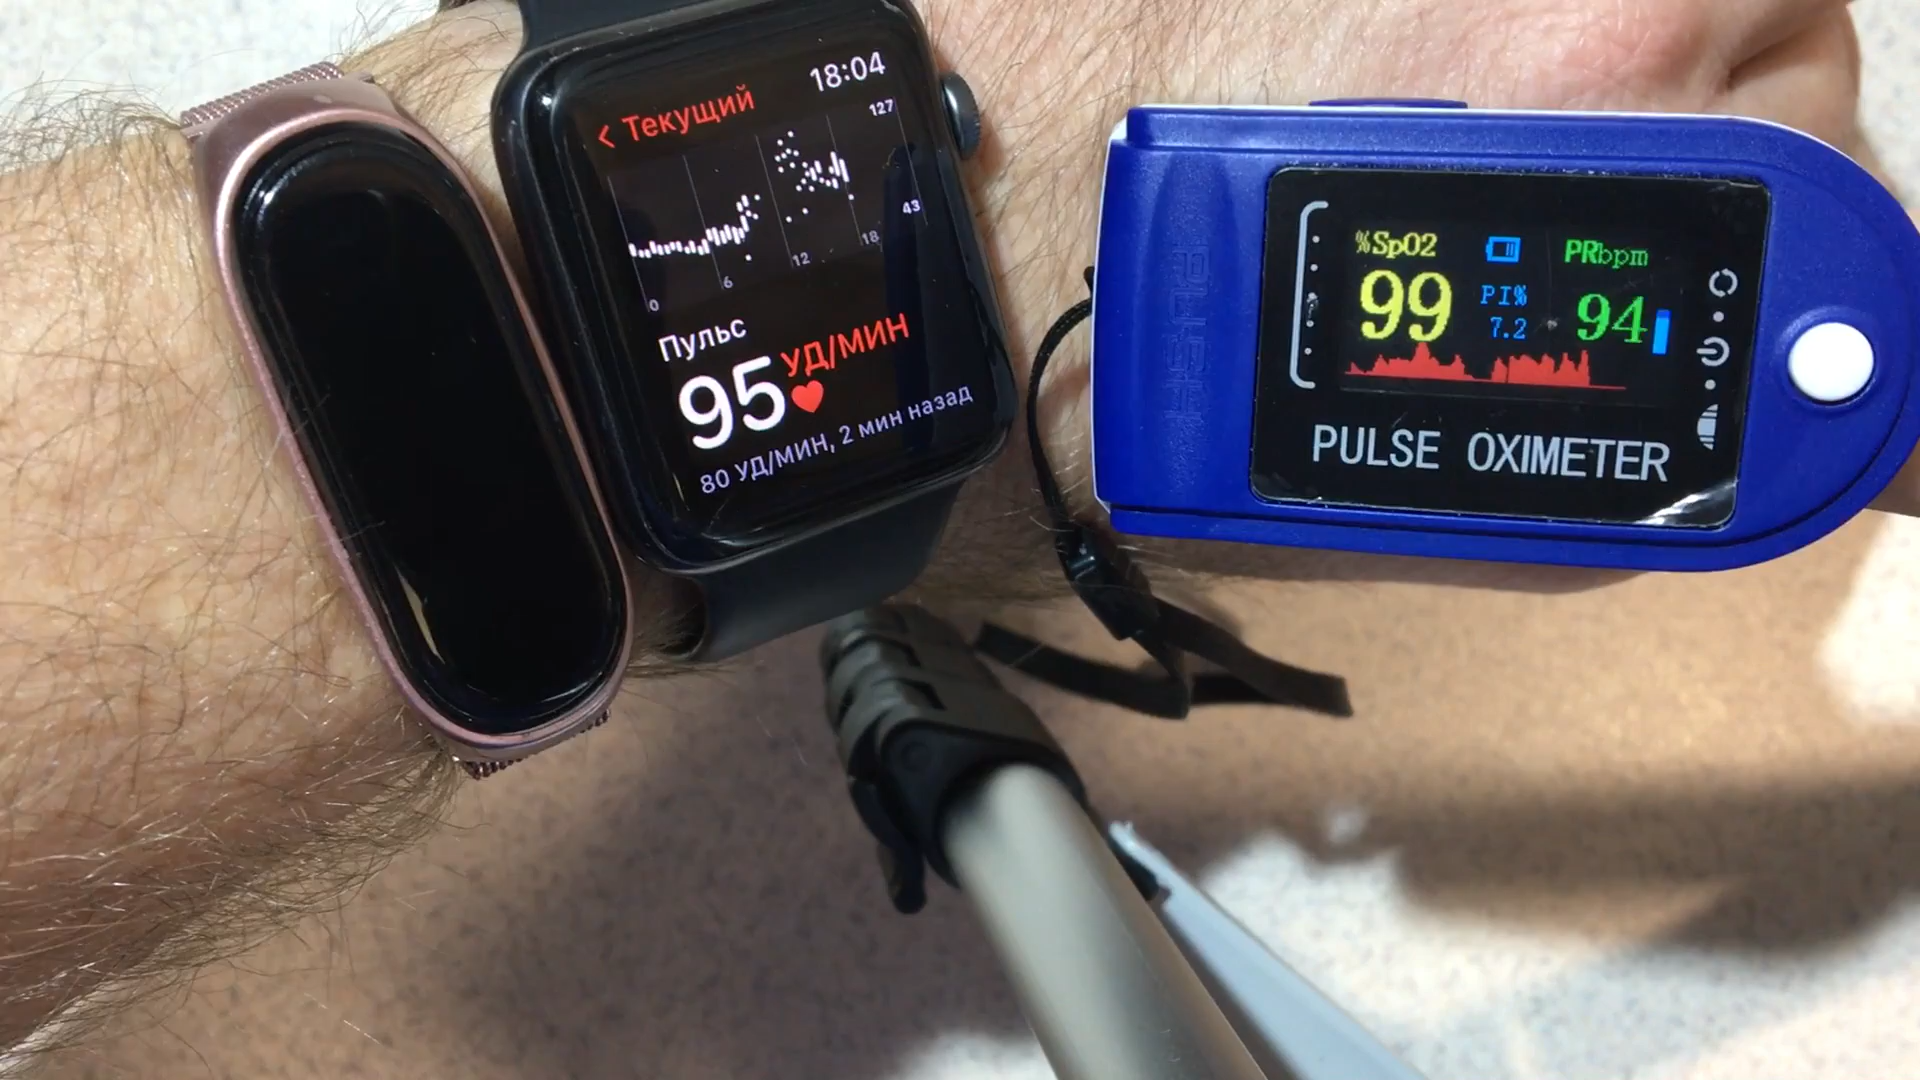 18:04
< Текущий
127
43
0
6
12
18
Пульс
95 УД/МИН
80 УД/МИН, 2 мин назад
%SpO2
PRbpm
99
PI%
7.2
94
PULSE OXIMETER
PUSH